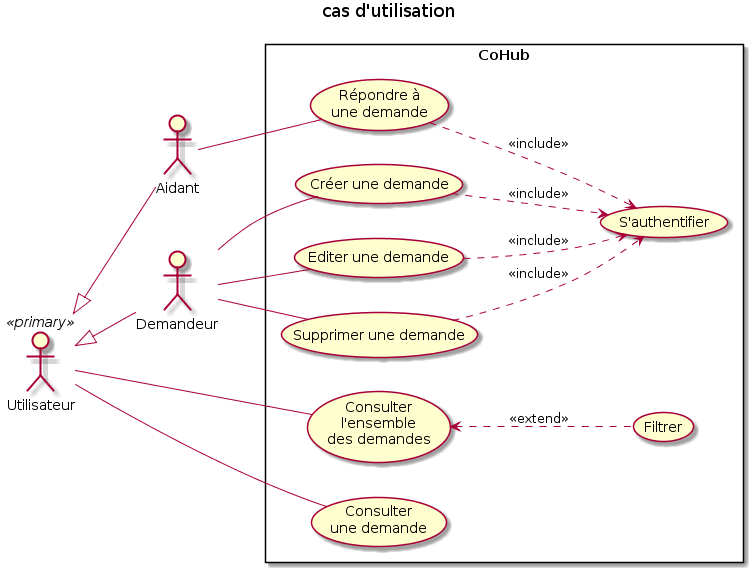 cas d'utilisation
CoHub
Répondre à
une demande
«include»
Aidant
Créer une demande
«include»
S'authentifier
Editer une demande
«include»
«include»
Demandeur
«primary»
Supprimer une demande
Utilisateur
Consulter
l'ensemble
des demandes
«extend»
Filtrer
Consulter
une demande